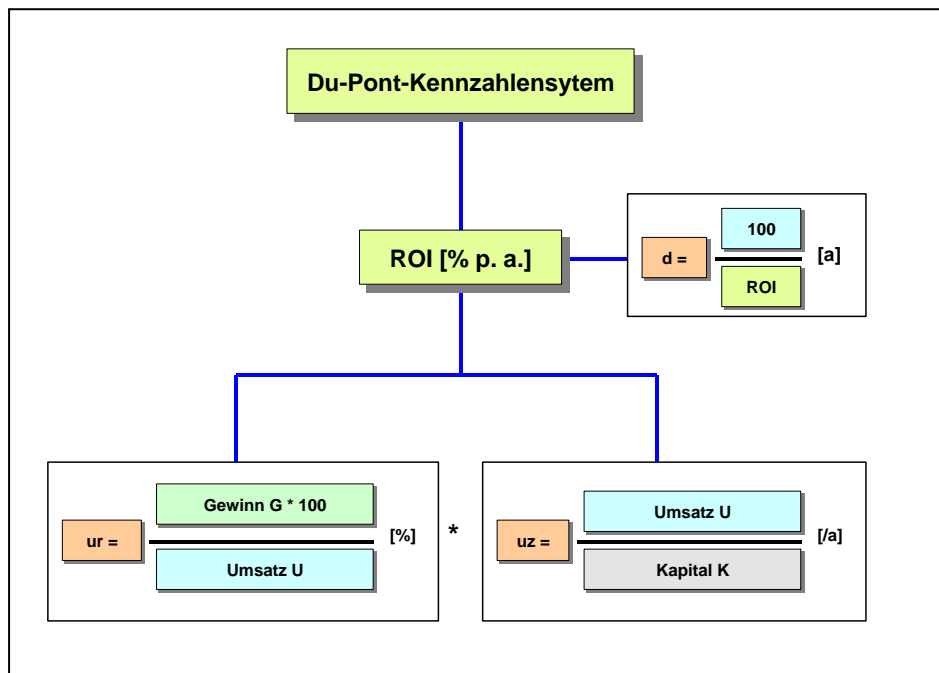 Du-Pont-Kennzahlensytem
ROI [% p. a.]
d =
100
ROI
[a]
ur =
Gewinn G * 100
Umsatz U
[%]
*
uz =
Umsatz U
Kapital K
[/a]